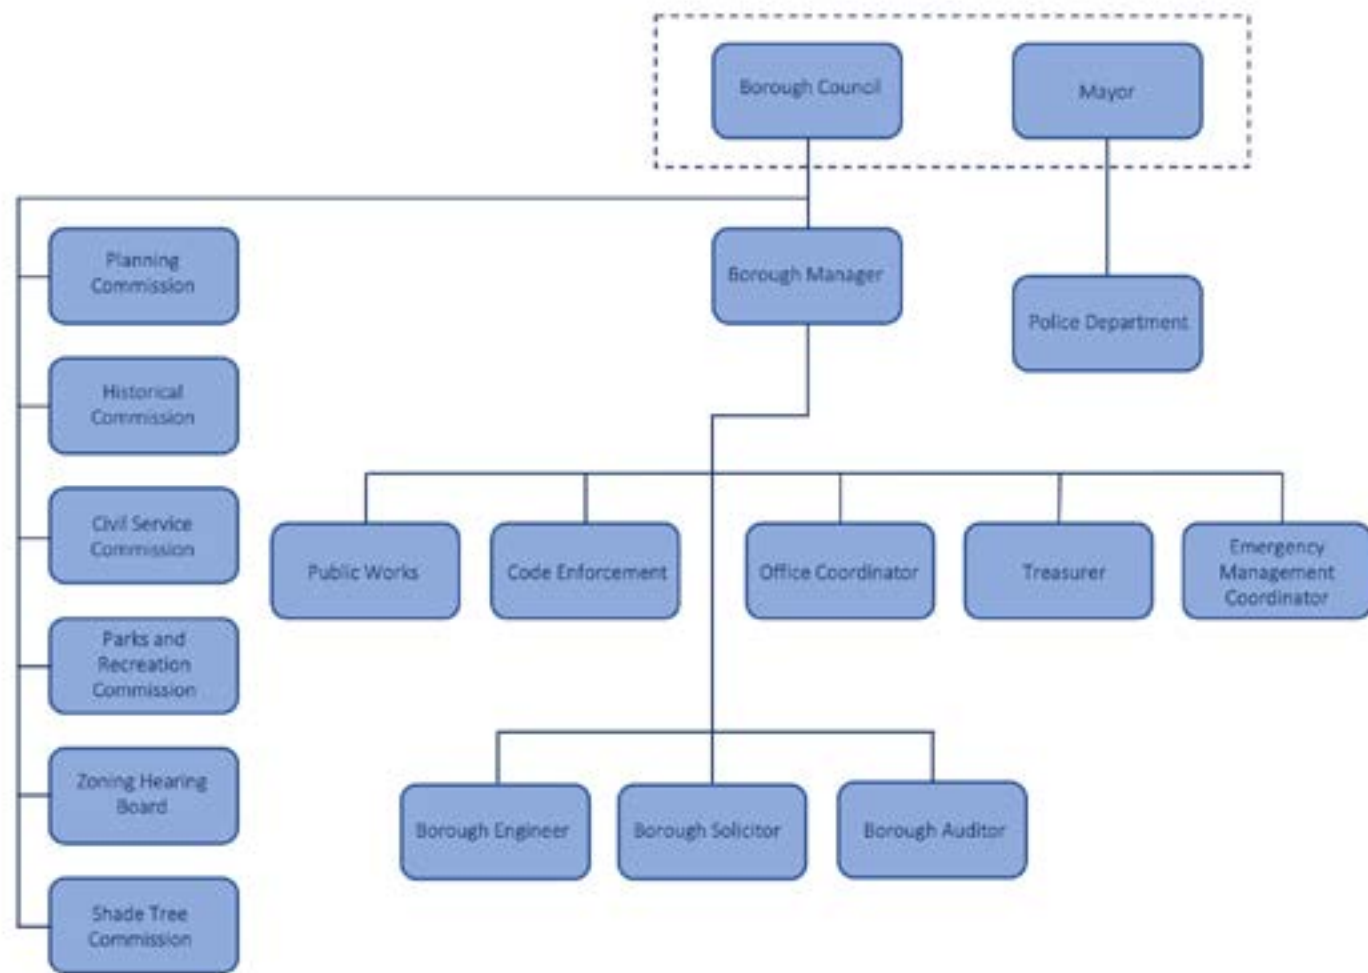 Borough Council
Mayor
Planning
Commission
Borough Manager
Police Department
Historical
Commission
Civil Service
Commission
Public Works
Code Enforcement
Office Coordinator
Treasurer
Emergency
Management
Coordinator
Parks and
Recreation
Commission
Zoning Hearing
Board
Borough Engineer
Borough Solicitor
Borough Auditor
Shade Tree
Commission